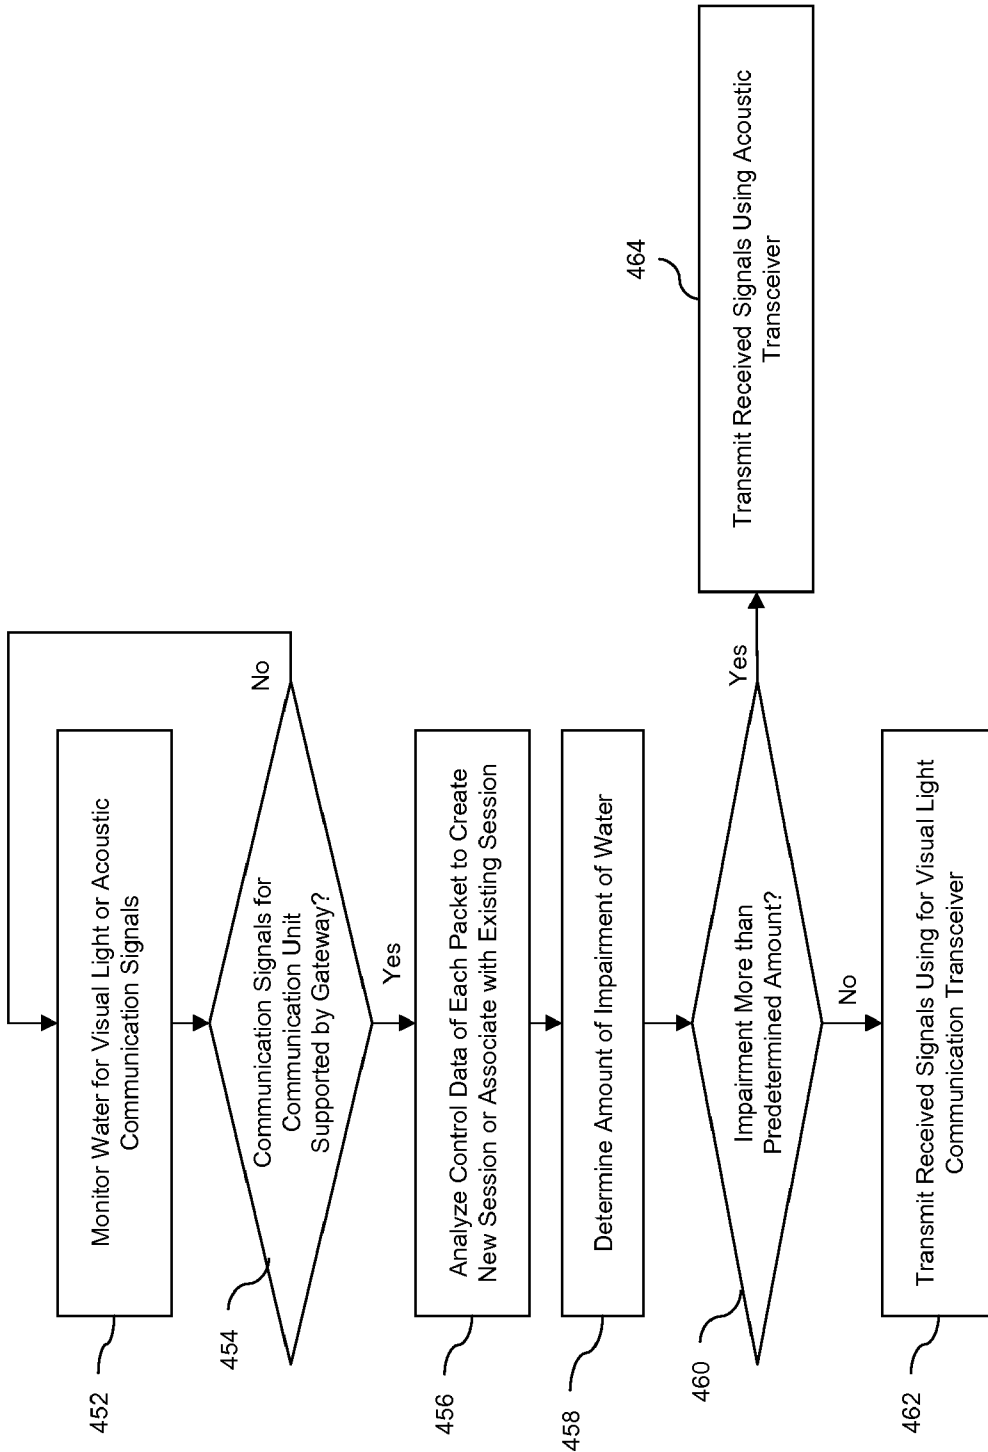 452
Monitor Water for Visual Light or Acoustic
Communication Signals
454
Communication Signals for
Communication Unit
Supported by Gateway?
No
Yes
456
Analyze Control Data of Each Packet to Create
New Session or Associate with Existing Session
458
Determine Amount of Impairment of Water
460
Impairment More than
Predetermined Amount?
Yes
464
Transmit Received Signals Using Acoustic
Transceiver
No
462
Transmit Received Signals Using for Visual Light
Communication Transceiver